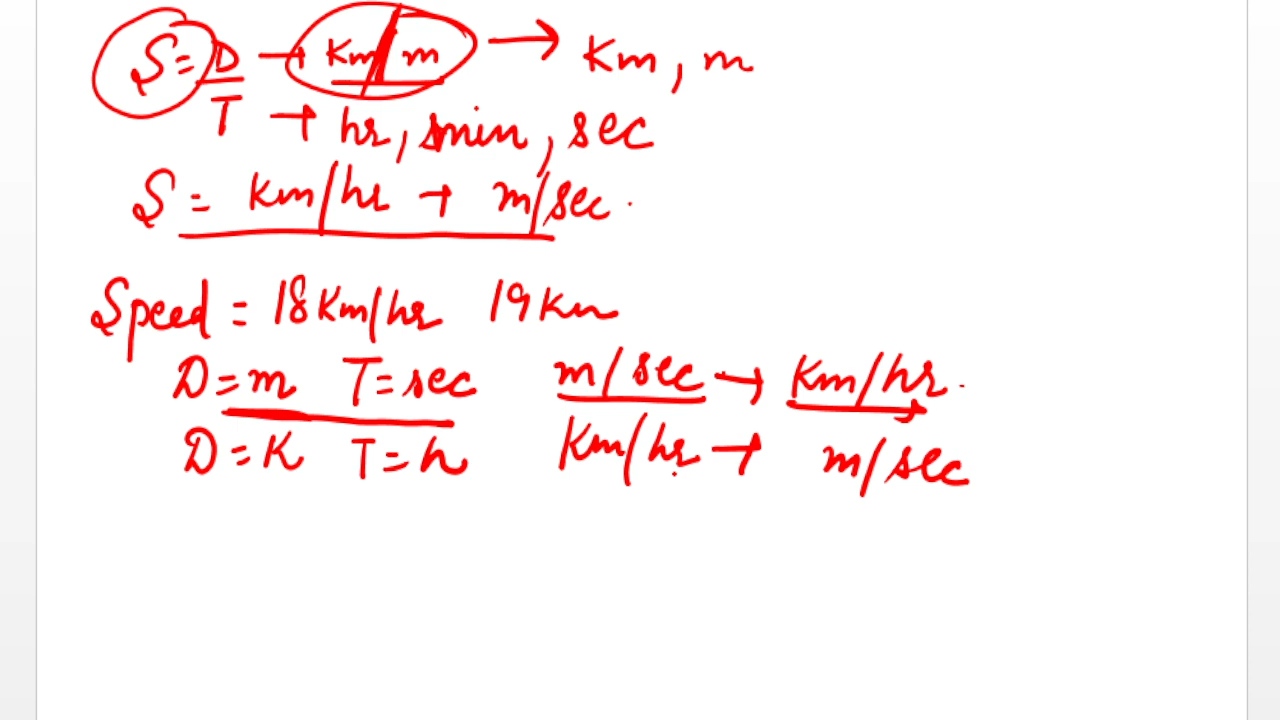 S = D/T → Km/m → Km, m
→ hr, min, sec
S = Km/hr → m/sec.
Speed = 18 Km/hr 19 Km
D = m T = sec m/sec → Km/hr.
D = K T = h Km/hr → m/sec